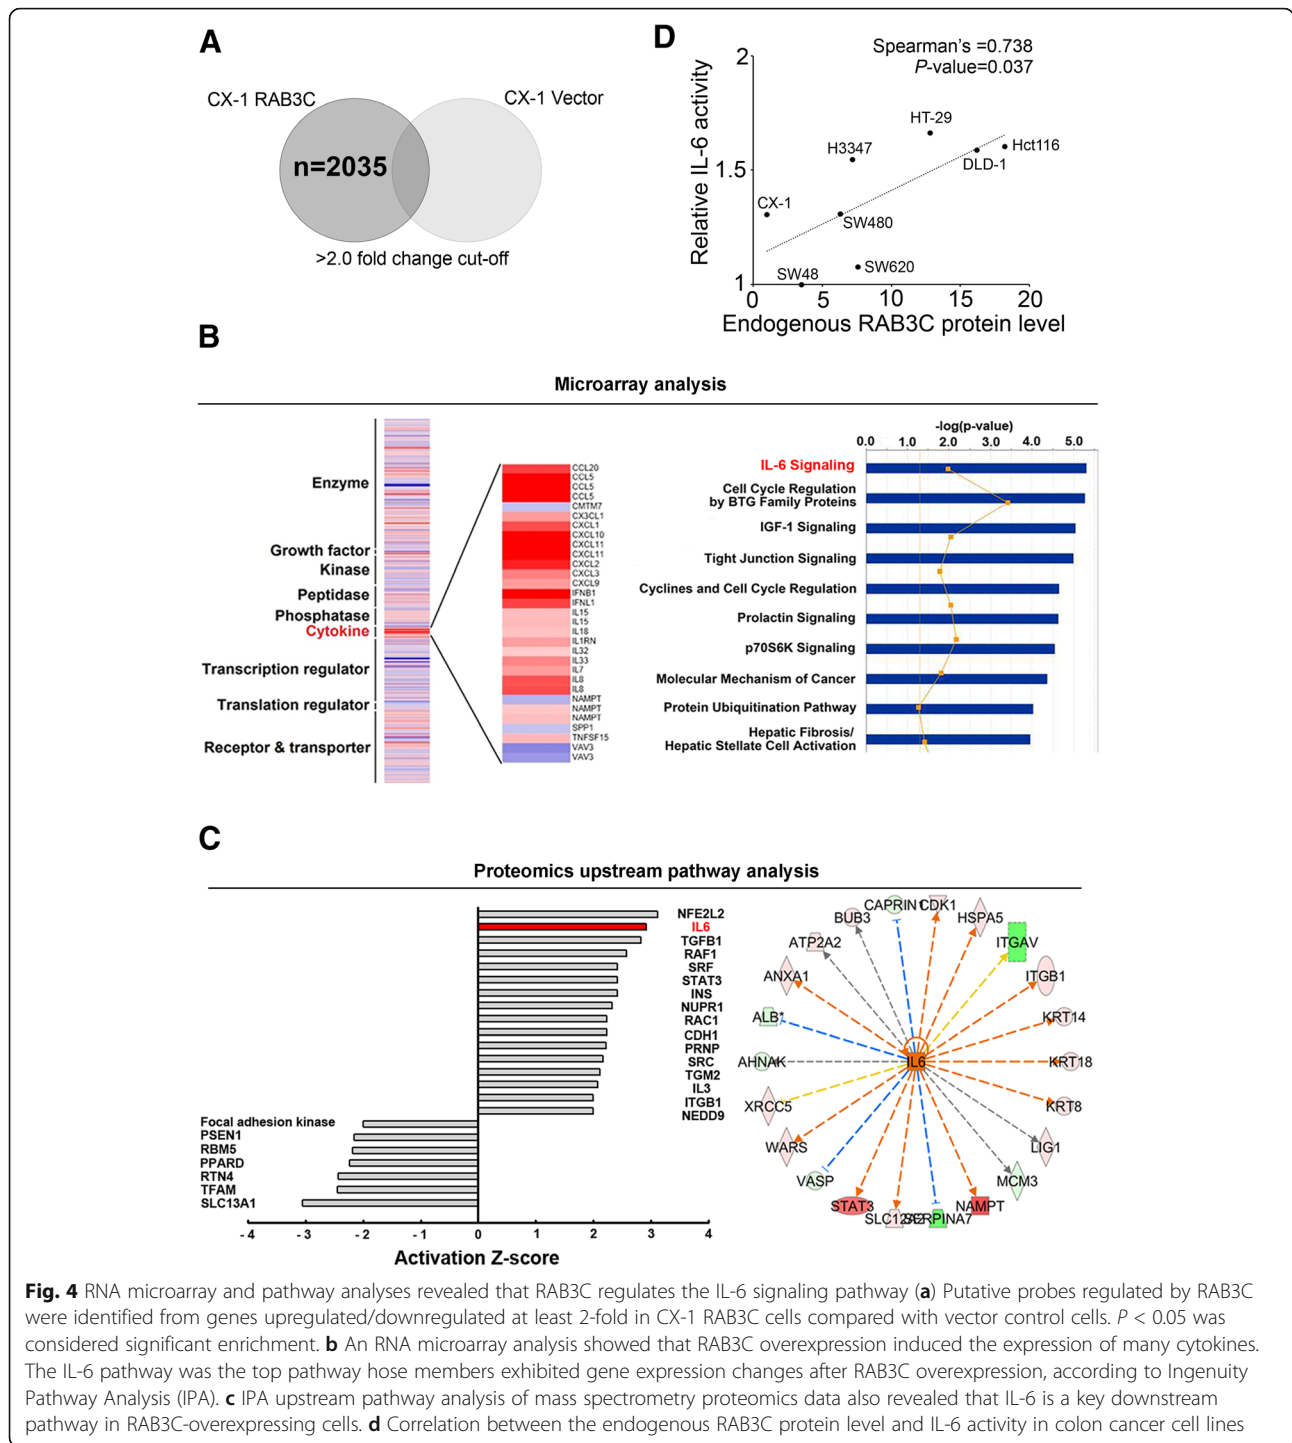 A
CX-1 RAB3C
CX-1 Vector
n=2035
>2.0 fold change cut-off
D
Spearman's =0.738
P-value=0.037
Relative IL-6 activity
2
1.5
1
HT-29
H3347
Hct116
DLD-1
CX-1
SW480
SW620
SW48
0
5
10
15
20
Endogenous RAB3C protein level
B
Microarray analysis
Enzyme
Growth factor
Kinase
Peptidase
Phosphatase
Cytokine
Transcription regulator
Translation regulator
Receptor & transporter
CCL20
CCL5
CCL5
CCL5
CMTM7
CX3CL1
CXCL1
CXCL10
CXCL11
CXCL11
CXCL2
CXCL3
CXCL9
IFNB1
IFNL1
IL15
IL15
IL18
IL1RN
IL32
IL33
IL7
IL8
IL8
NAMPT
NAMPT
NAMPT
SPP1
TNFSF15
VAV3
VAV3
-log(p-value)
0.0
1.0
2.0
3.0
4.0
5.0
IL-6 Signaling
Cell Cycle Regulation
by BTG Family Proteins
IGF-1 Signaling
Tight Junction Signaling
Cyclines and Cell Cycle Regulation
Prolactin Signaling
p70S6K Signaling
Molecular Mechanism of Cancer
Protein Ubiquitination Pathway
Hepatic Fibrosis/
Hepatic Stellate Cell Activation
C
Proteomics upstream pathway analysis
NFE2L2
IL6
TGFB1
RAF1
SRF
STAT3
INS
NUPR1
RAC1
CDH1
PRNP
SRC
TGM2
IL3
ITGB1
NEDD9
Focal adhesion kinase
PSEN1
RBM5
PPARD
RTN4
TFAM
SLC13A1
- 4
- 3
- 2
- 1
0
1
2
3
4
Activation Z-score
CAPRIN1
CDK1
BUB3
HSPA5
ATP2A2
ITGAV
ANXA1
ITGB1
ALB*
KRT14
AHNAK
IL6
KRT18
XRCC5
KRT8
WARS
LIG1
VASP
MCM3
STAT3
NAMPT
SERPINA7
Fig. 4 RNA microarray and pathway analyses revealed that RAB3C regulates the IL-6 signaling pathway (a) Putative probes regulated by RAB3C
were identified from genes upregulated/downregulated at least 2-fold in CX-1 RAB3C cells compared with vector control cells. P < 0.05 was
considered significant enrichment. b An RNA microarray analysis showed that RAB3C overexpression induced the expression of many cytokines.
The IL-6 pathway was the top pathway hose members exhibited gene expression changes after RAB3C overexpression, according to Ingenuity
Pathway Analysis (IPA). c IPA upstream pathway analysis of mass spectrometry proteomics data also revealed that IL-6 is a key downstream
pathway in RAB3C-overexpressing cells. d Correlation between the endogenous RAB3C protein level and IL-6 activity in colon cancer cell lines